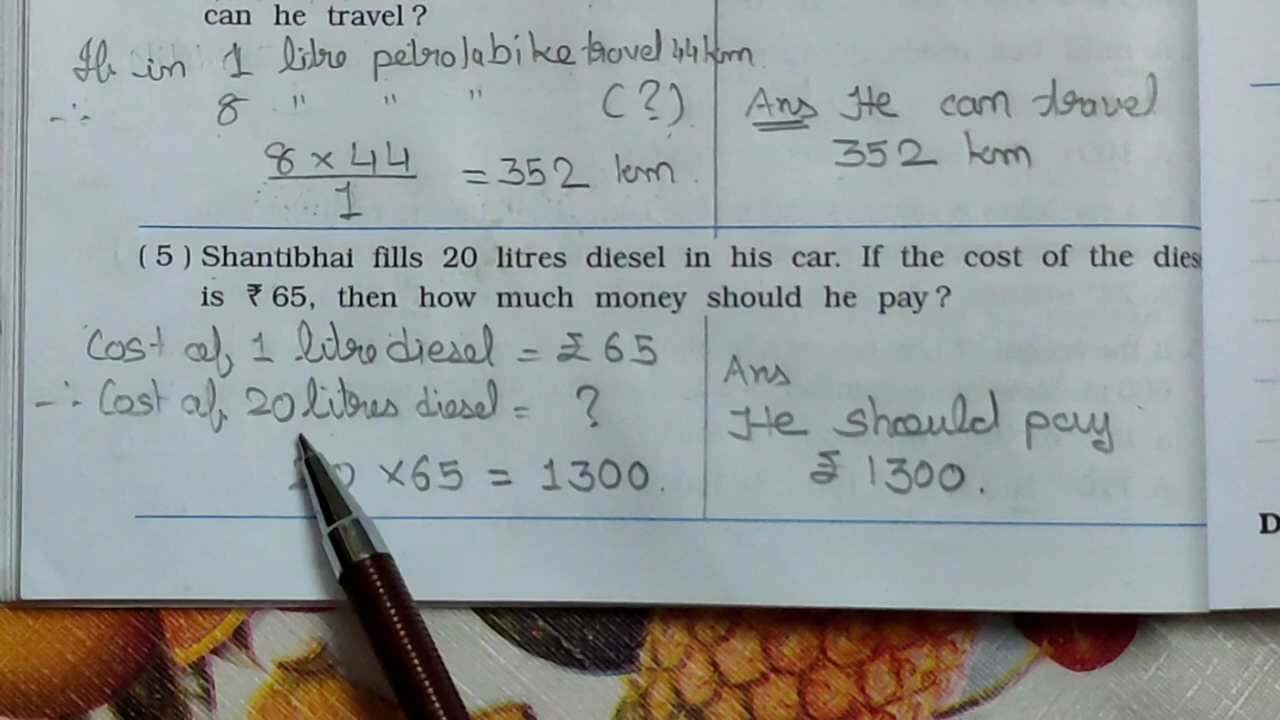 can he travel?
If in 1 litre petrol a bike travel 44 km
∴ 8 " " " (?)
8 × 44
1
= 352 km
Ans He can travel
352 km
(5) Shantibhai fills 20 litres diesel in his car. If the cost of the
is ₹ 65, then how much money should he pay?
Cost of 1 litre diesel = ₹ 65
∴ Cost of 20 litres diesel = ?
×65 = 1300.
Ans
He should pay
₹ 1300.
D